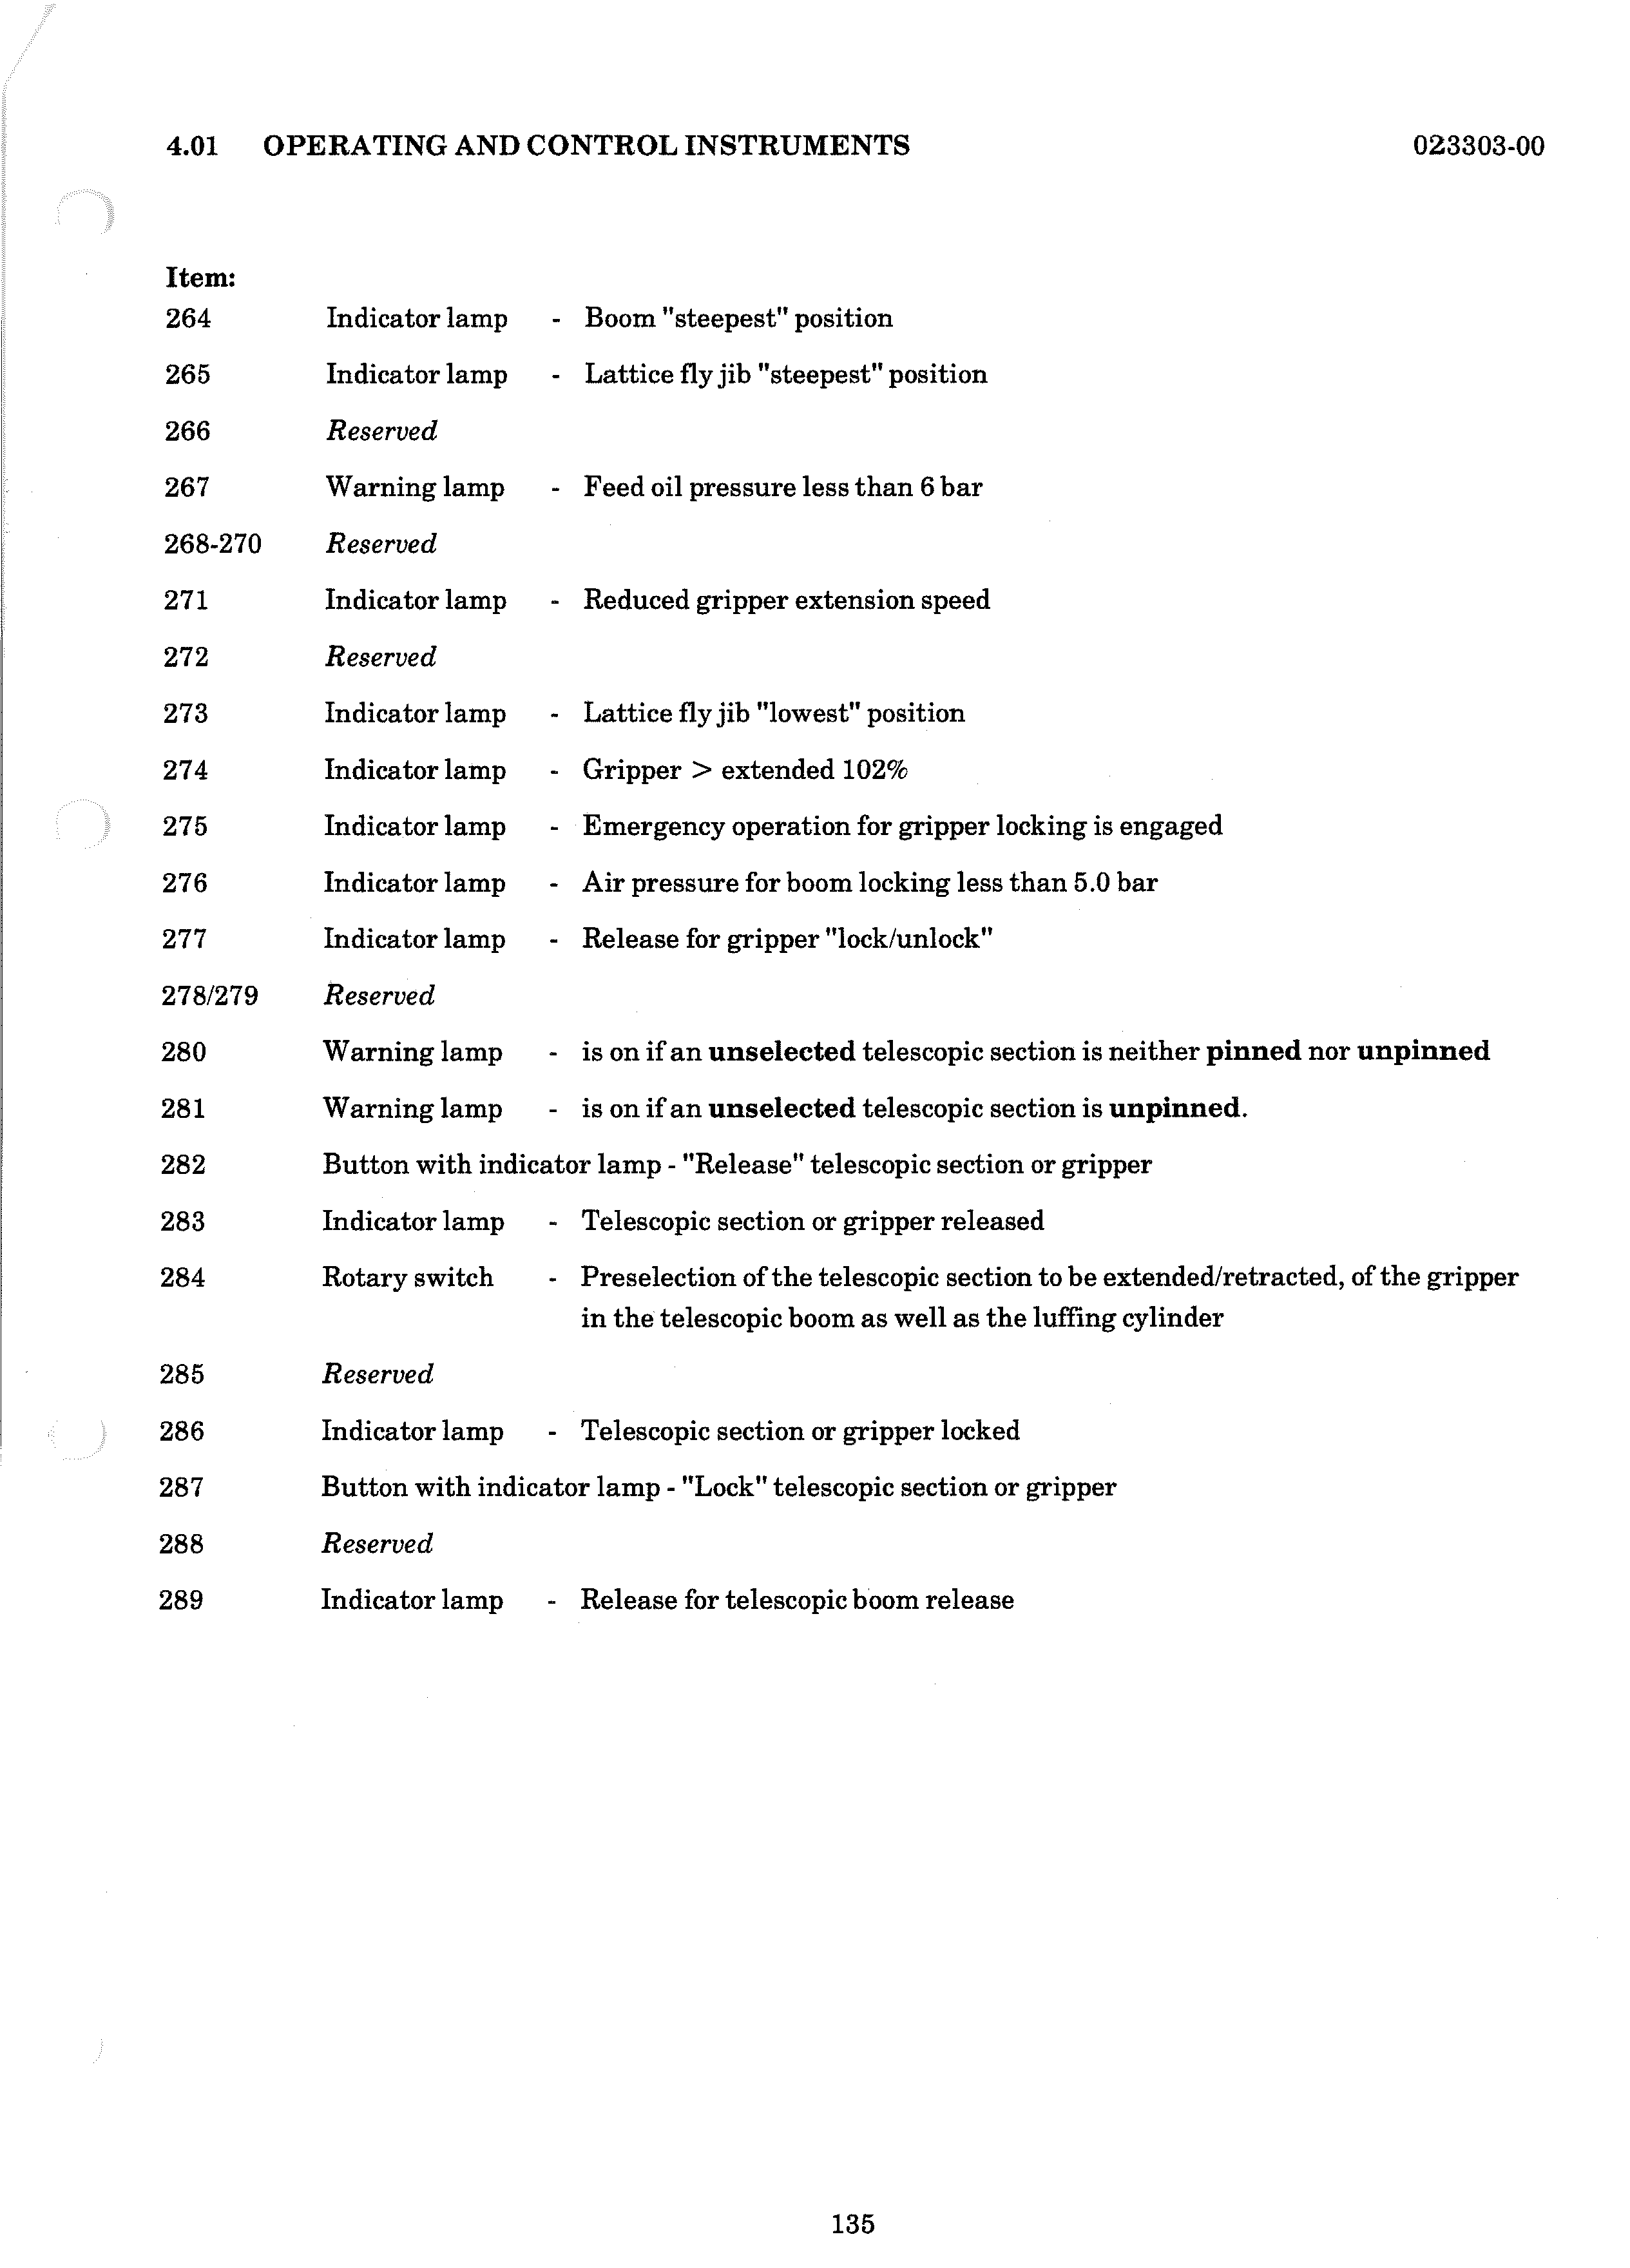 4.01 OPERATING AND CONTROL INSTRUMENTS 023303-00
Item:
264 Indicator lamp - Boom "steepest" position
265 Indicator lamp - Lattice fly jib "steepest" position
266 Reserved
267 Warning lamp - Feed oil pressure less than 6 bar
268-270 Reserved
271 Indicator lamp - Reduced gripper extension speed
272 Reserved
273 Indicator lamp - Lattice fly jib "lowest" position
274 Indicator lamp - Gripper > extended 102%
275 Indicator lamp - Emergency operation for gripper locking is engaged
276 Indicator lamp - Air pressure for boom locking less than 5.0 bar
277 Indicator lamp - Release for gripper "lock/unlock"
278/279 Reserved
280 Warning lamp - is on if an unselected telescopic section is neither pinned nor unpinned
281 Warning lamp - is on if an unselected telescopic section is unpinned.
282 Button with indicator lamp - "Release" telescopic section or gripper
283 Indicator lamp - Telescopic section or gripper released
284 Rotary switch - Preselection of the telescopic section to be extended/retracted, of the gripper
in the telescopic boom as well as the luffing cylinder
285 Reserved
286 Indicator lamp - Telescopic section or gripper locked
287 Button with indicator lamp - "Lock" telescopic section or gripper
288 Reserved
289 Indicator lamp - Release for telescopic boom release
135